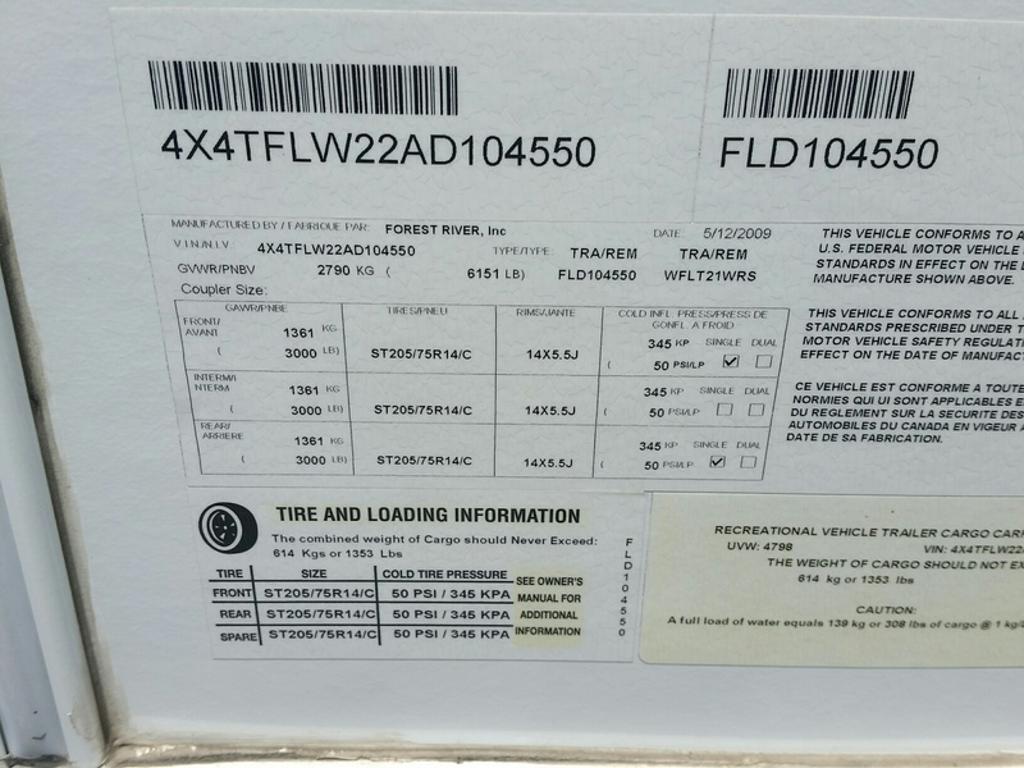 4X4TFLW22AD104550 FLD104550
MANUFACTURED BY / FABRIQUE PAR: FOREST RIVER, Inc DATE: 5/12/2009
V.I.N./N.I.V.: 4X4TFLW22AD104550 TYPE/TYPE: TRA/REM TRA/REM
GVWR/PNBV 2790 KG ( 6151 LB) FLD104550 WFLT21WRS
Coupler Size:
GAWR/PNBE TIRES/PNEU RIMS/JANTE COLD INFL. PRESS/PRESS DE
GONFL. A FROID
FRONT/
AVANT 1361 KG 345 KP SINGLE DUAL
( 3000 LB) ST205/75R14/C 14X5.5J ( 50 PSI/LP
INTERM/I
NTERM 1361 KG 345 KP SINGLE DUAL
( 3000 LB) ST205/75R14/C 14X5.5J ( 50 PSI/LP
REAR/
ARRIERE 1361 KG 345 KP SINGLE DUAL
( 3000 LB) ST205/75R14/C 14X5.5J ( 50 PSI/LP
THIS VEHICLE CONFORMS TO A
U.S. FEDERAL MOTOR VEHICLE
STANDARDS IN EFFECT ON THE
MANUFACTURE SHOWN ABOVE.
THIS VEHICLE CONFORMS TO ALL
STANDARDS PRESCRIBED UNDER T
MOTOR VEHICLE SAFETY REGULAT
EFFECT ON THE DATE OF MANUFAC
CE VEHICLE EST CONFORME A TOUTE
NORMIES QUI UI SONT APPLICABLES E
DU REGLEMENT SUR LA SECURITE DES
AUTOMOBILES DU CANADA EN VIGEUR A
DATE DE SA FABRICATION.
TIRE AND LOADING INFORMATION
The combined weight of Cargo should Never Exceed:
614 Kgs or 1353 Lbs
TIRE SIZE COLD TIRE PRESSURE
FRONT ST205/75R14/C 50 PSI / 345 KPA
REAR ST205/75R14/C 50 PSI / 345 KPA
SPARE ST205/75R14/C 50 PSI / 345 KPA
SEE OWNER'S
MANUAL FOR
ADDITIONAL
INFORMATION
FLD104550
RECREATIONAL VEHICLE TRAILER CARGO CAR
UVW: 4798 VIN: 4X4TFLW22
THE WEIGHT OF CARGO SHOULD NOT EX
614 kg or 1353 lbs
CAUTION:
A full load of water equals 139 kg or 308 lbs of cargo @ 1 kg/